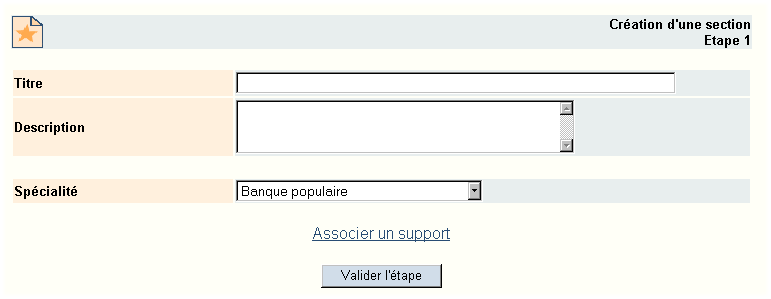 Création d'une section
Etape 1
Titre
Description
Spécialité
Banque populaire
Associer un support
Valider l'étape